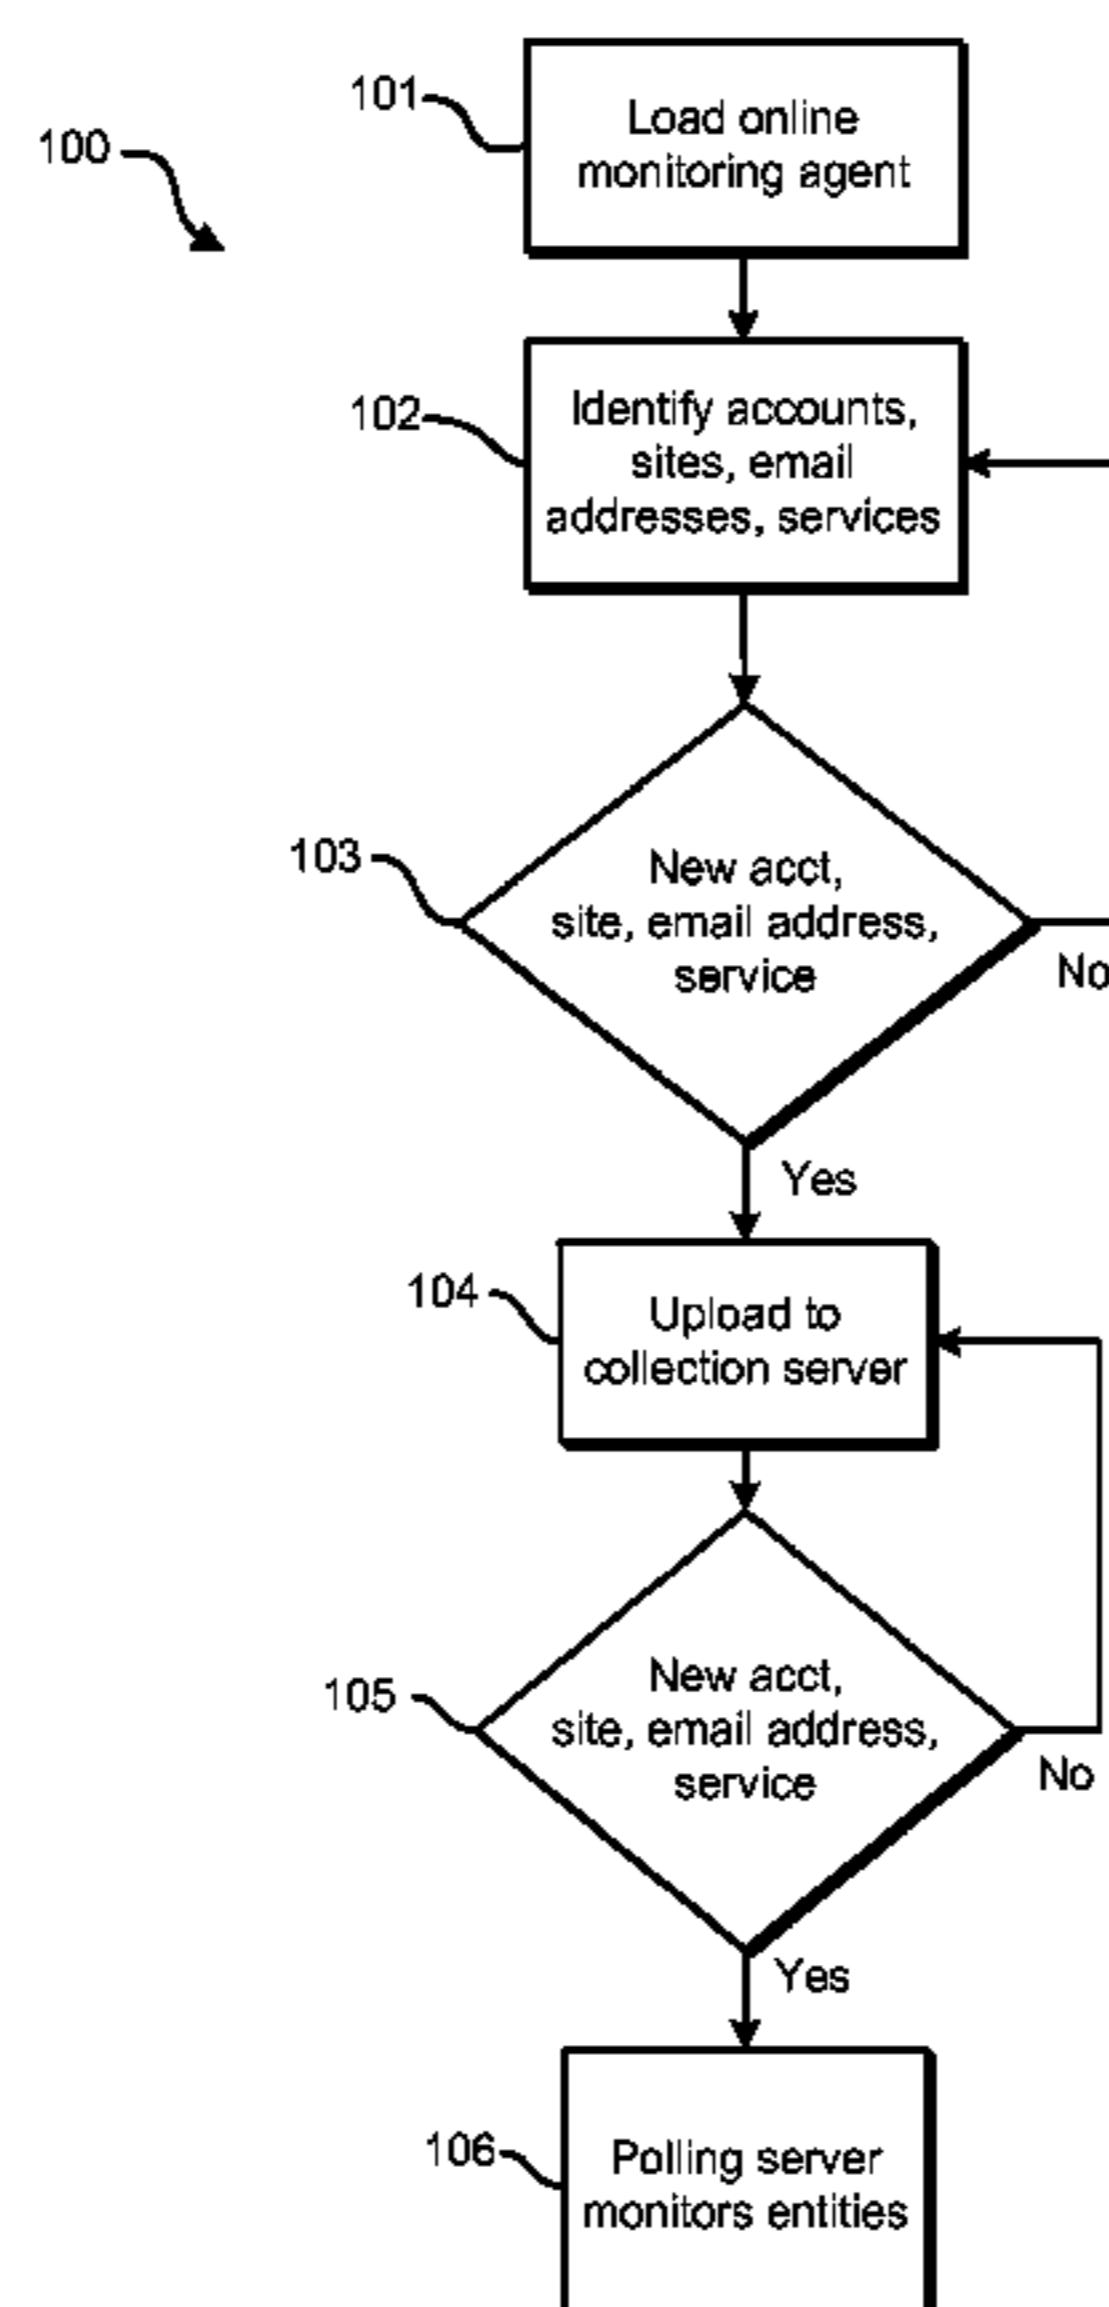 100
101
Load online
monitoring agent
102
Identify accounts,
sites, email
addresses, services
103
New acct,
site, email address,
service
No
Yes
104
Upload to
collection server
105
New acct,
site, email address,
service
No
Yes
106
Polling server
monitors entities